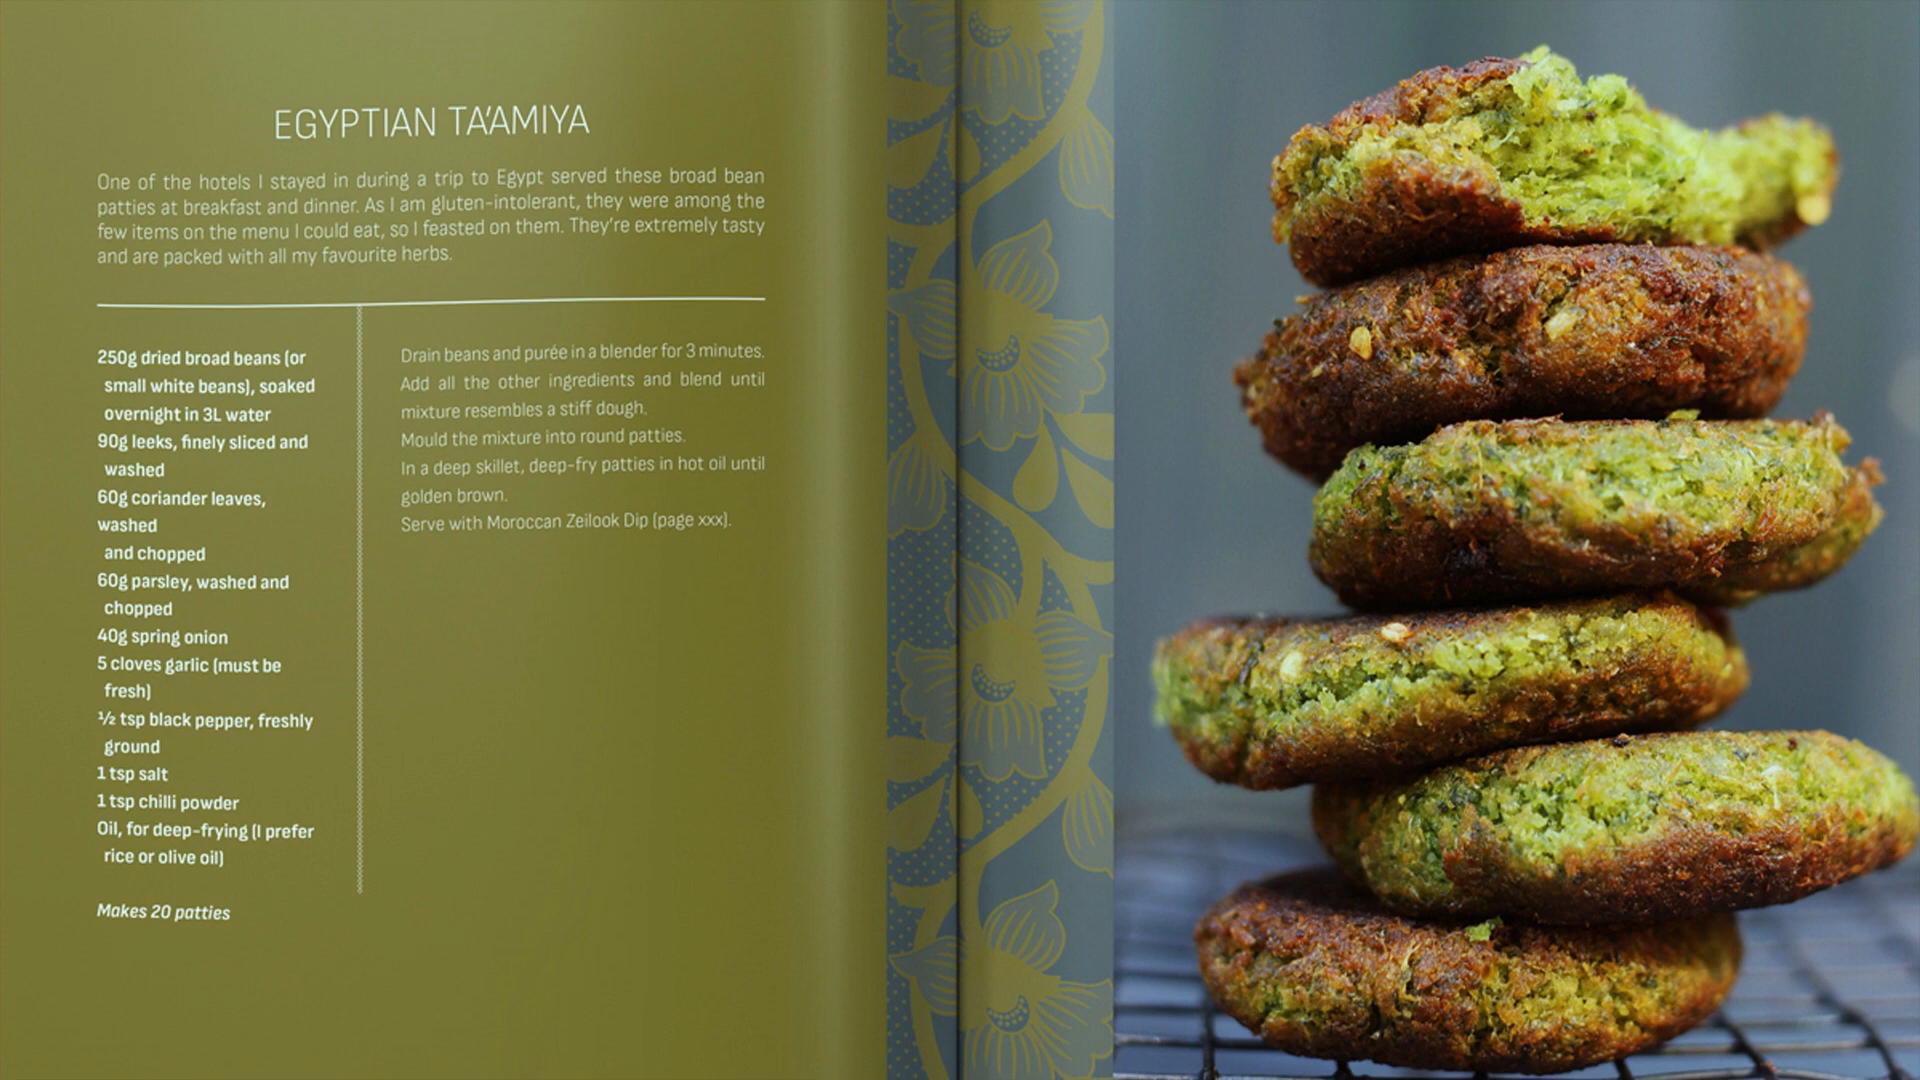 EGYPTIAN TA'AMIYA
One of the hotels I stayed in during a trip to Egypt served these broad bean
patties at breakfast and dinner. As I am gluten-intolerant, they were among the
few items on the menu I could eat, so I feasted on them. They're extremely tasty
and are packed with all my favourite herbs.
250g dried broad beans (or
small white beans), soaked
overnight in 3L water
90g leeks, finely sliced and
washed
60g coriander leaves,
washed
and chopped
60g parsley, washed and
chopped
40g spring onion
5 cloves garlic (must be
fresh)
½ tsp black pepper, freshly
ground
1 tsp salt
1 tsp chilli powder
Oil, for deep-frying (I prefer
rice or olive oil)
Makes 20 patties
Drain beans and purée in a blender for 3 minutes.
Add all the other ingredients and blend until
mixture resembles a stiff dough.
Mould the mixture into round patties.
In a deep skillet, deep-fry patties in hot oil until
golden brown.
Serve with Moroccan Zeilook Dip (page xxx).